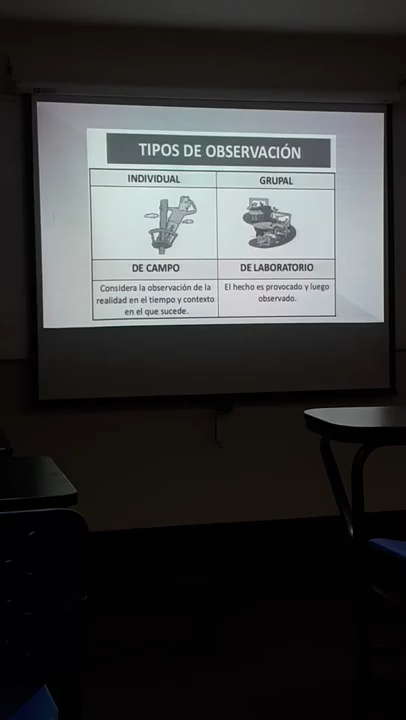 TIPOS DE OBSERVACIÓN
INDIVIDUAL
GRUPAL
DE CAMPO
DE LABORATORIO
Considera la observación de la
realidad en el tiempo y contexto
en el que sucede.
El hecho es provocado y luego
observado.